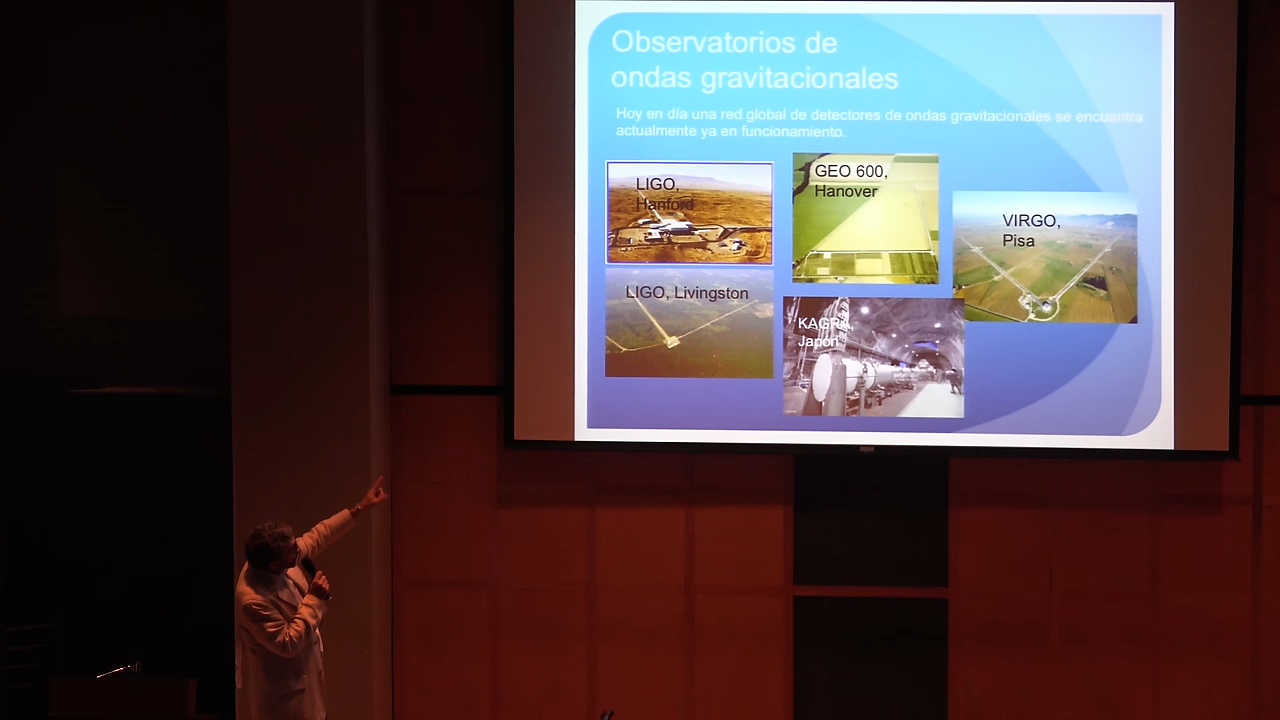 Observatorios de
ondas gravitacionales
Hoy en día una red global de detectores de ondas gravitacionales se encuentra
actualmente ya en funcionamiento.
LIGO,
Hanford
GEO 600,
Hanover
VIRGO,
Pisa
LIGO, Livingston
KAGRA,
Japón